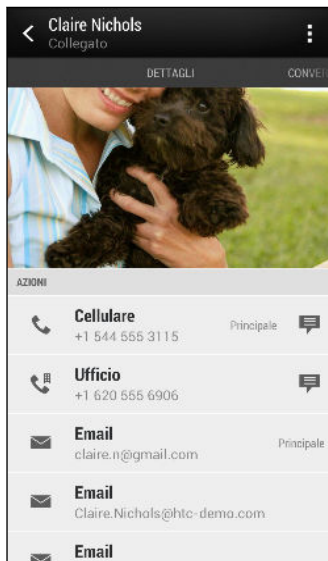 Claire Nichols
Collegato
DETTAGLI
AZIONI
Cellulare
+1 544 555 3115
Principale
Ufficio
+1 620 555 6906
Email
claire.n@gmail.com
Principale
Email
Claire.Nichols@htc-demo.com
Email